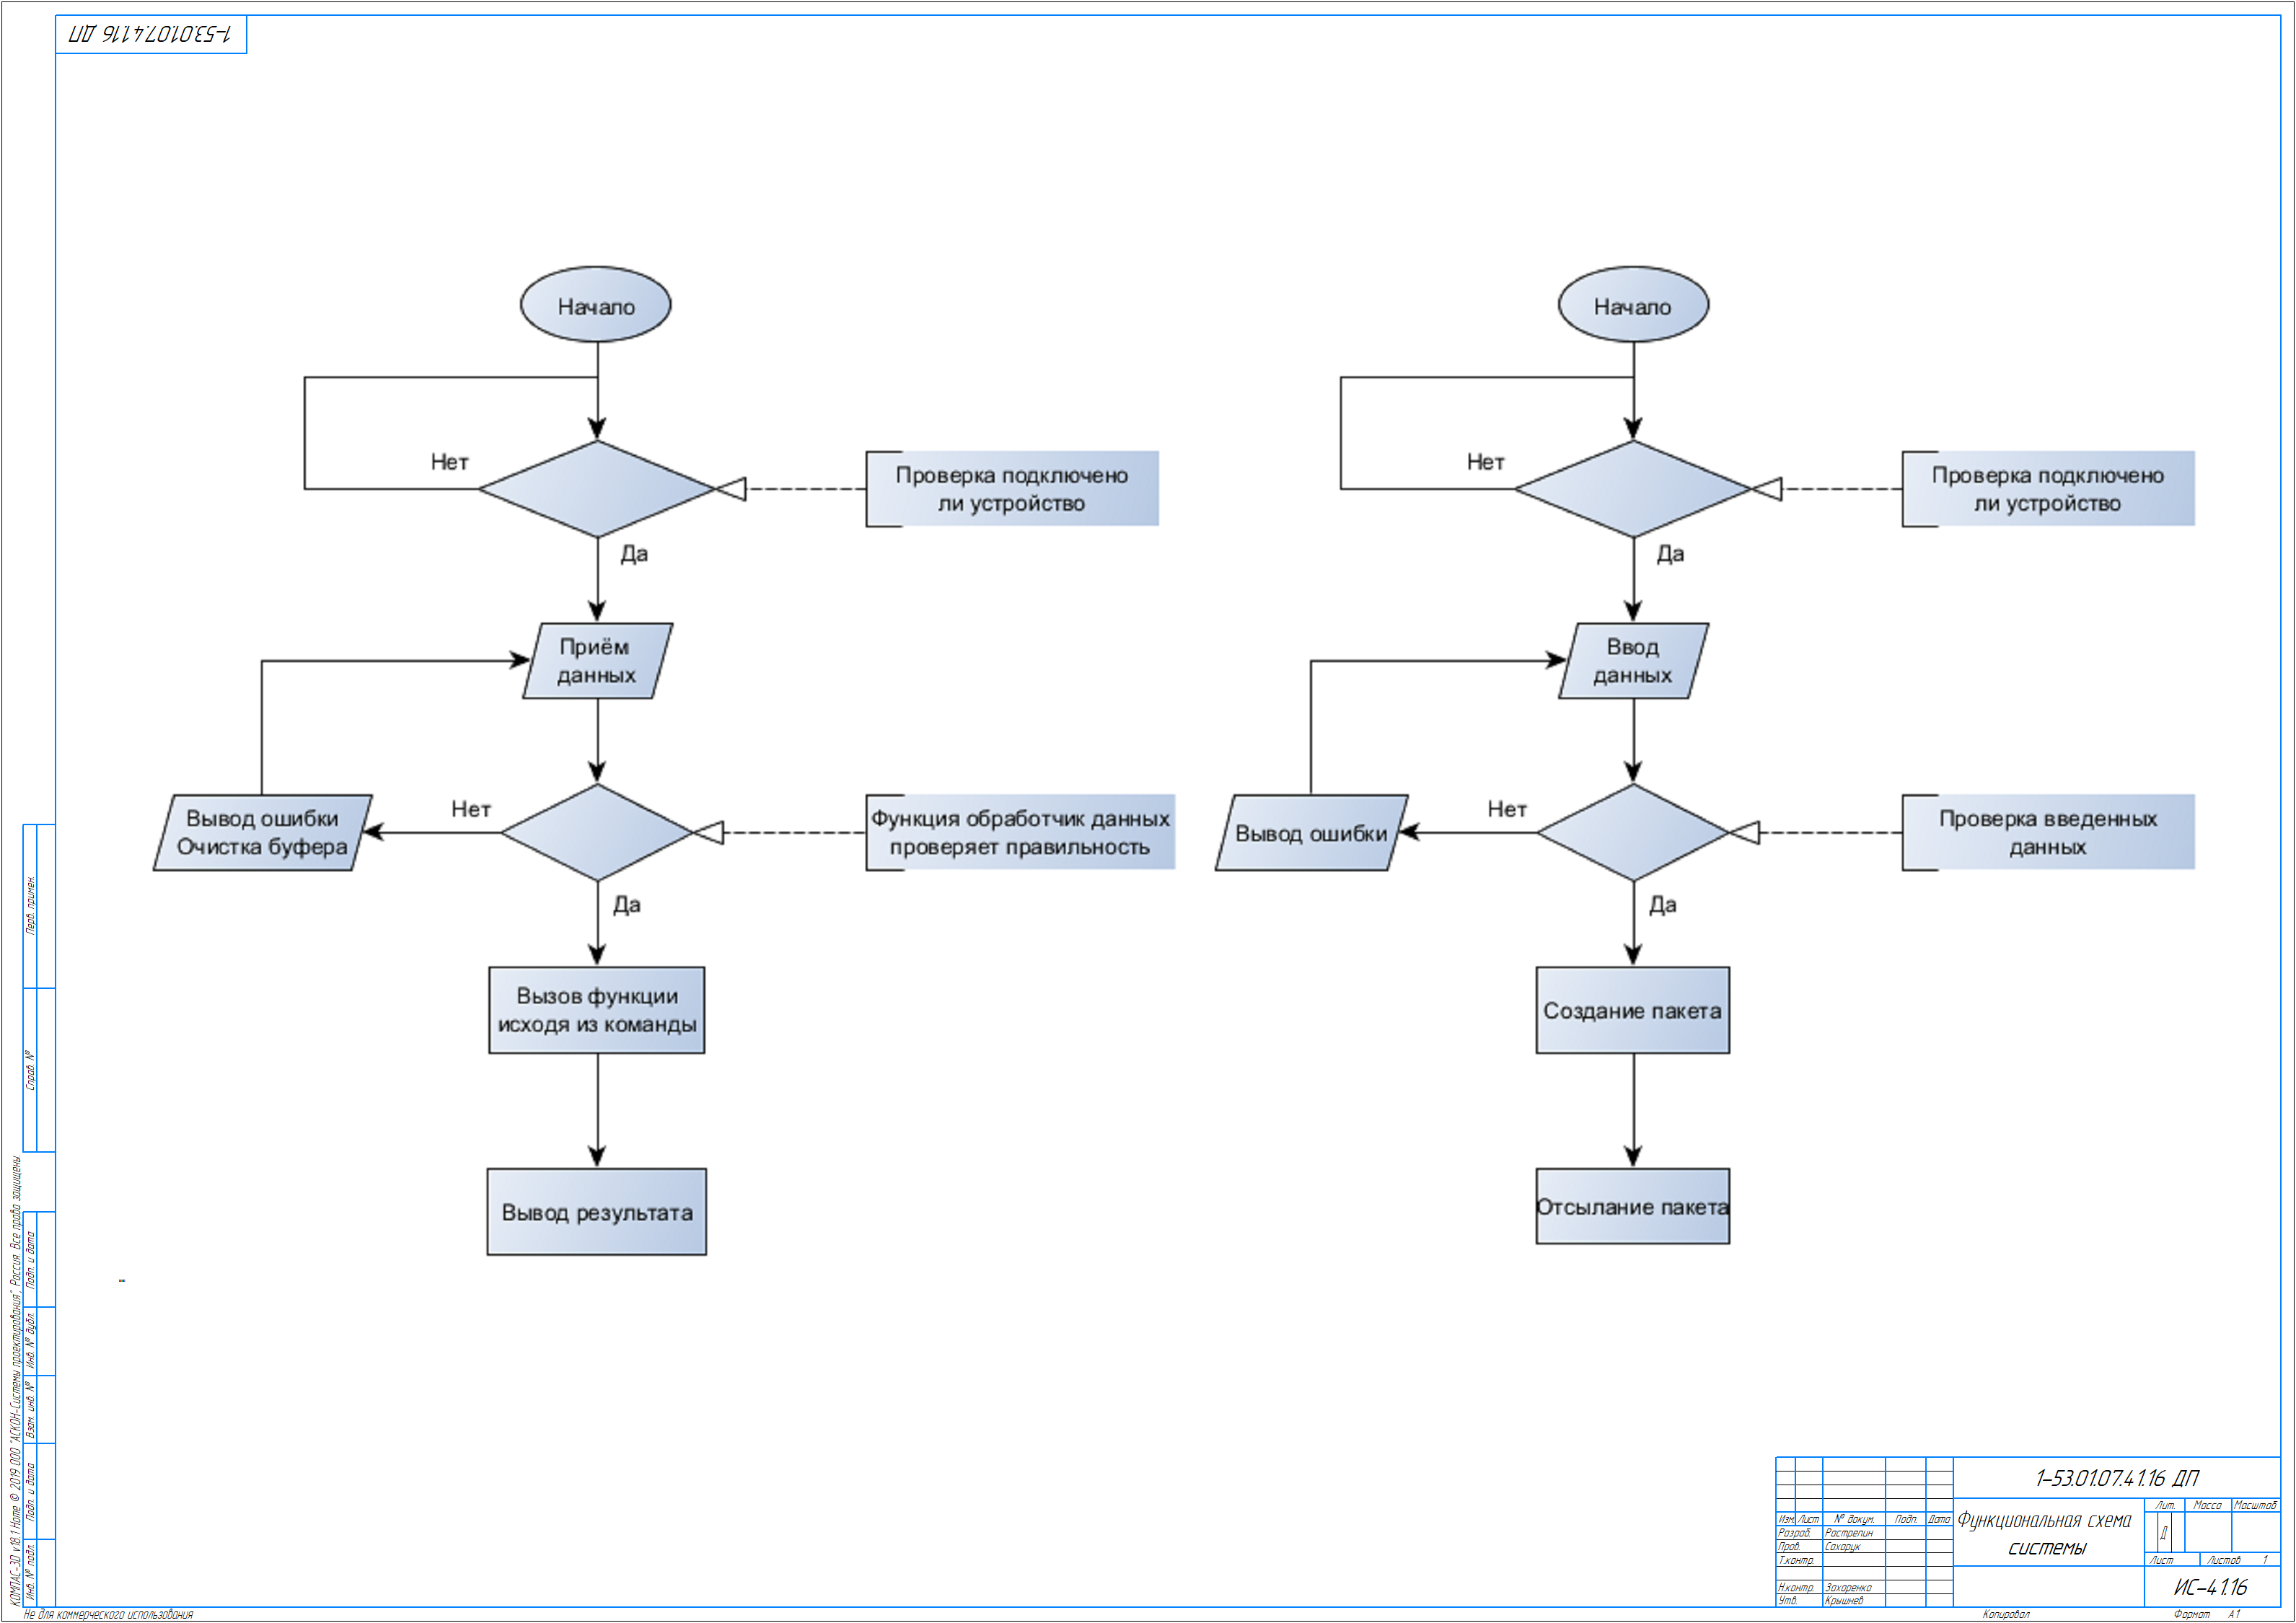 1-53.01.07.41.16 ДП
Начало
Нет
Проверка подключено
ли устройство
Да
Приём
данных
Вывод ошибки
Очистка буфера
Нет
Функция обработчик данных
проверяет правильность
Да
Вызов функции
исходя из команды
Вывод результата
Начало
Нет
Проверка подключено
ли устройство
Да
Ввод
данных
Вывод ошибки
Нет
Проверка введенных
данных
Да
Создание пакета
Отсылание пакета
Перв. примен.
Справ. №
Подп. и дата
Инв. № дубл.
Взам. инв. №
Подп. и дата
Инв. № подл.
КОМПАС-3D v18.1 Home © 2019 ООО "АСКОН-Системы проектирования", Россия. Все права защищены.
Не для коммерческого использования
1-53.01.07.41.16 ДП
Функциональная схема
системы
Лит. Масса Масштаб
Д
Лист Листов 1
ИС-41.16
Изм. Лист № докум. Подп. Дата
Разраб. Растрепин
Пров. Сахарук
Т.контр.
Н.контр. Захаренко
Утв. Крышнев
Копировал Формат А1